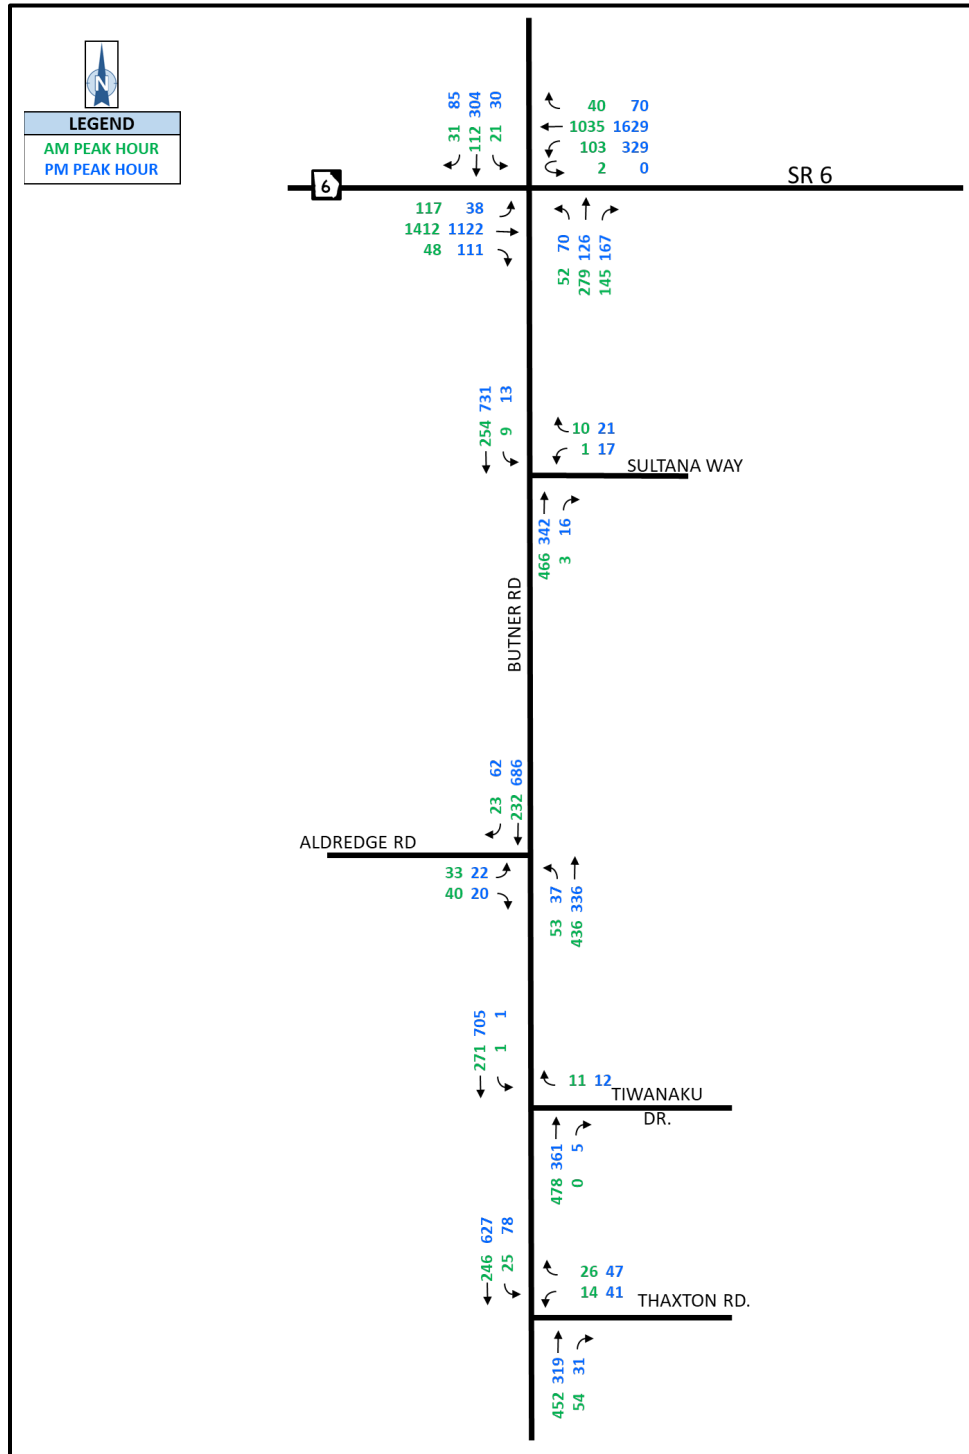 N
LEGEND
AM PEAK HOUR
PM PEAK HOUR
85 304 30
31 112 21
40 70
1035 1629
103 329
2 0
6
SR 6
117 38
1412 1122
48 111
70 126 167
52 279 145
731 13
254 9
10 21
1 17
SULTANA WAY
342 16
466 3
BUTNER RD
62 686
23 232
ALDREDGE RD
33 22
40 20
37 336
53 436
705 1
271 1
11 12
TIWANAKU
DR.
361 5
478 0
627 78
246 25
26 47
14 41
THAXTON RD.
319 31
452 54